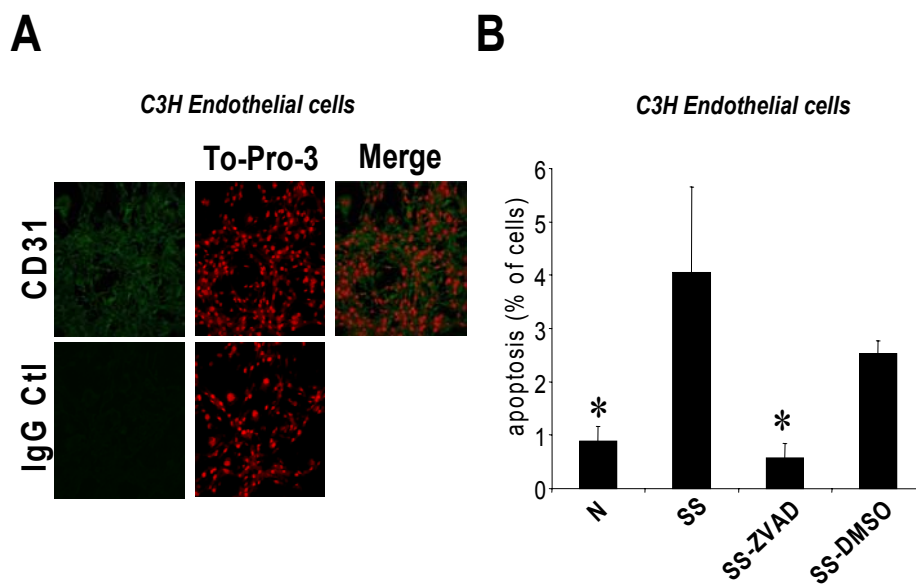 A
C3H Endothelial cells
To-Pro-3 Merge
CD31
IgG Ctl
B
C3H Endothelial cells
apoptosis (% of cells)
6
5
4
3
2
1
0
*
*
N SS SS-ZVAD SS-DMSO